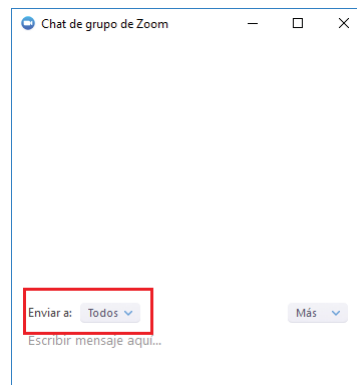 Chat de grupo de Zoom
Enviar a: Todos Más
Escribir mensaje aquí...